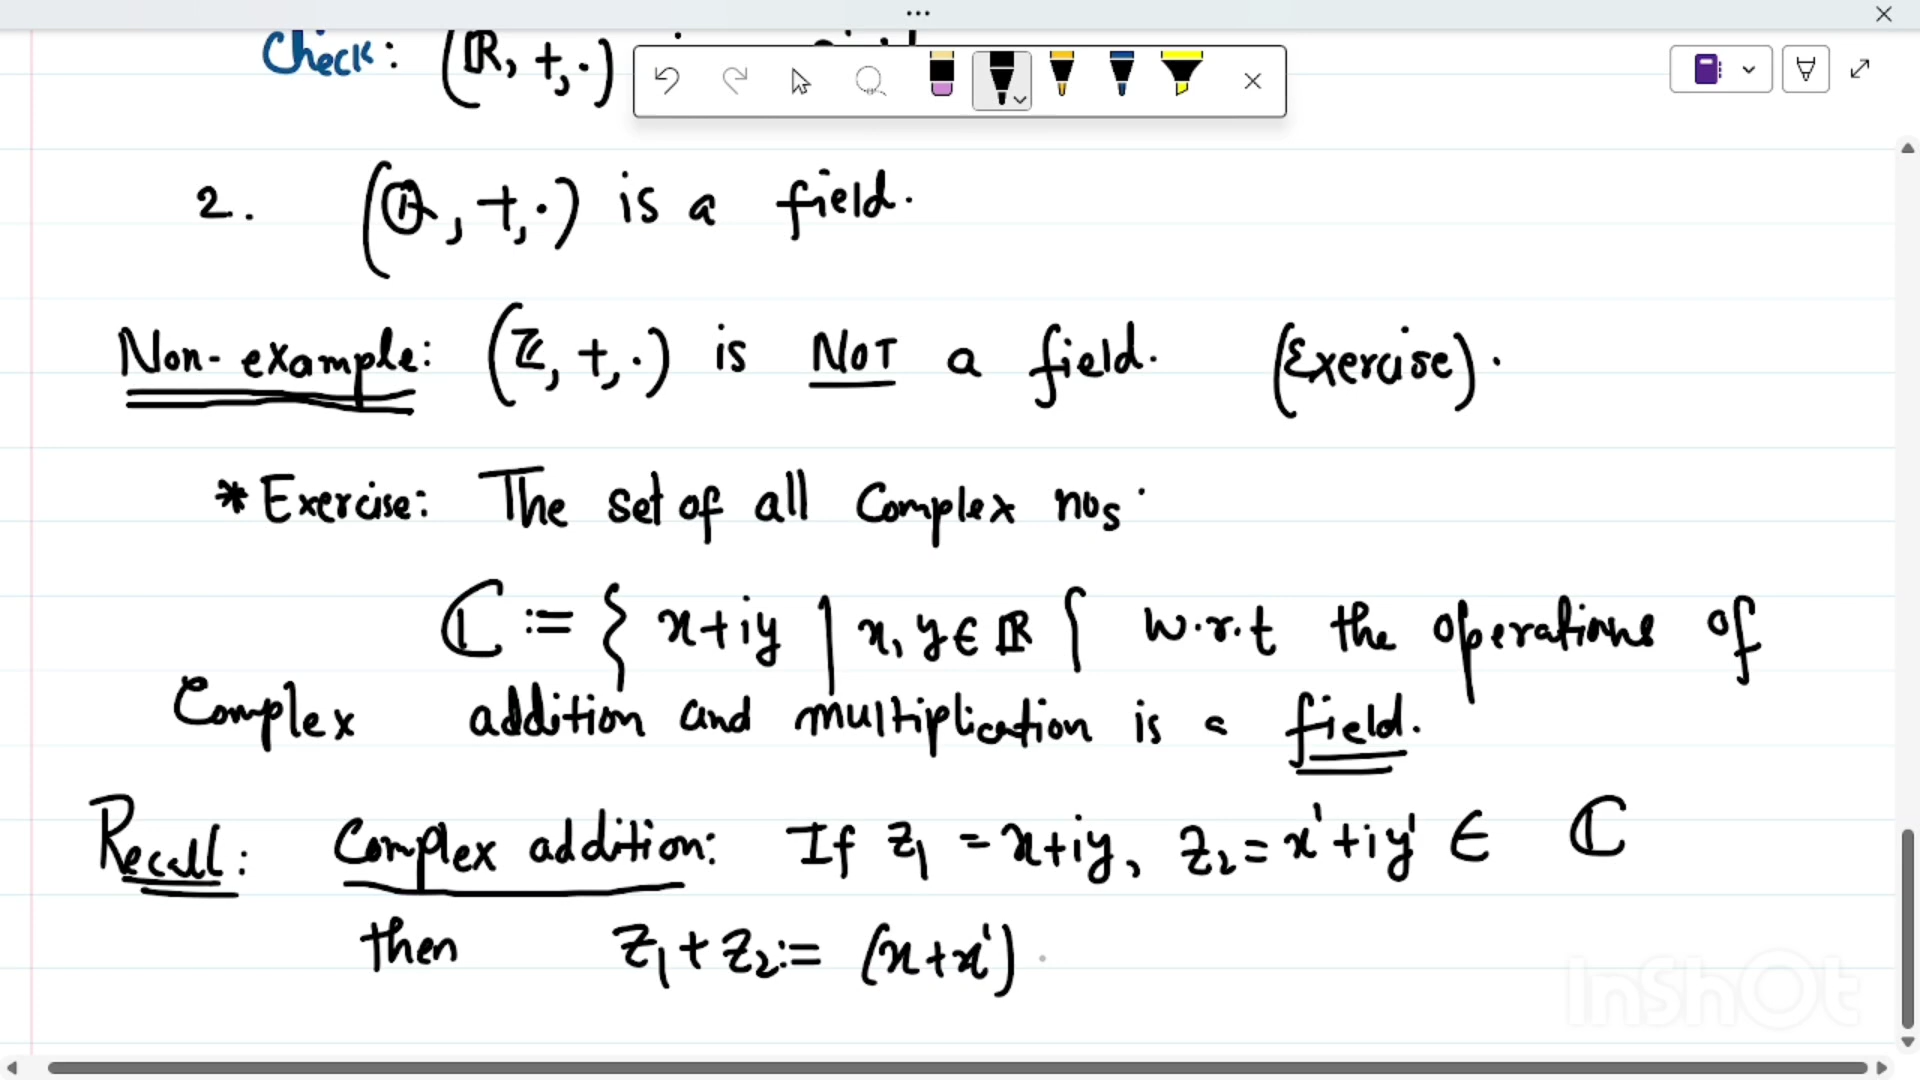 Check: (ℝ, +, ·)
2. (ℚ, +, ·) is a field.
Non-example: (ℤ, +, ·) is NOT a field. (Exercise).
* Exercise: The set of all Complex nos.
ℂ := { x+iy | x, y ∈ ℝ } w.r.t the operations of
Complex addition and multiplication is a field.
Recall: Complex addition: If z₁ = x+iy, z₂ = x'+iy' ∈ ℂ
then z₁ + z₂ := (x+x')
InShOt